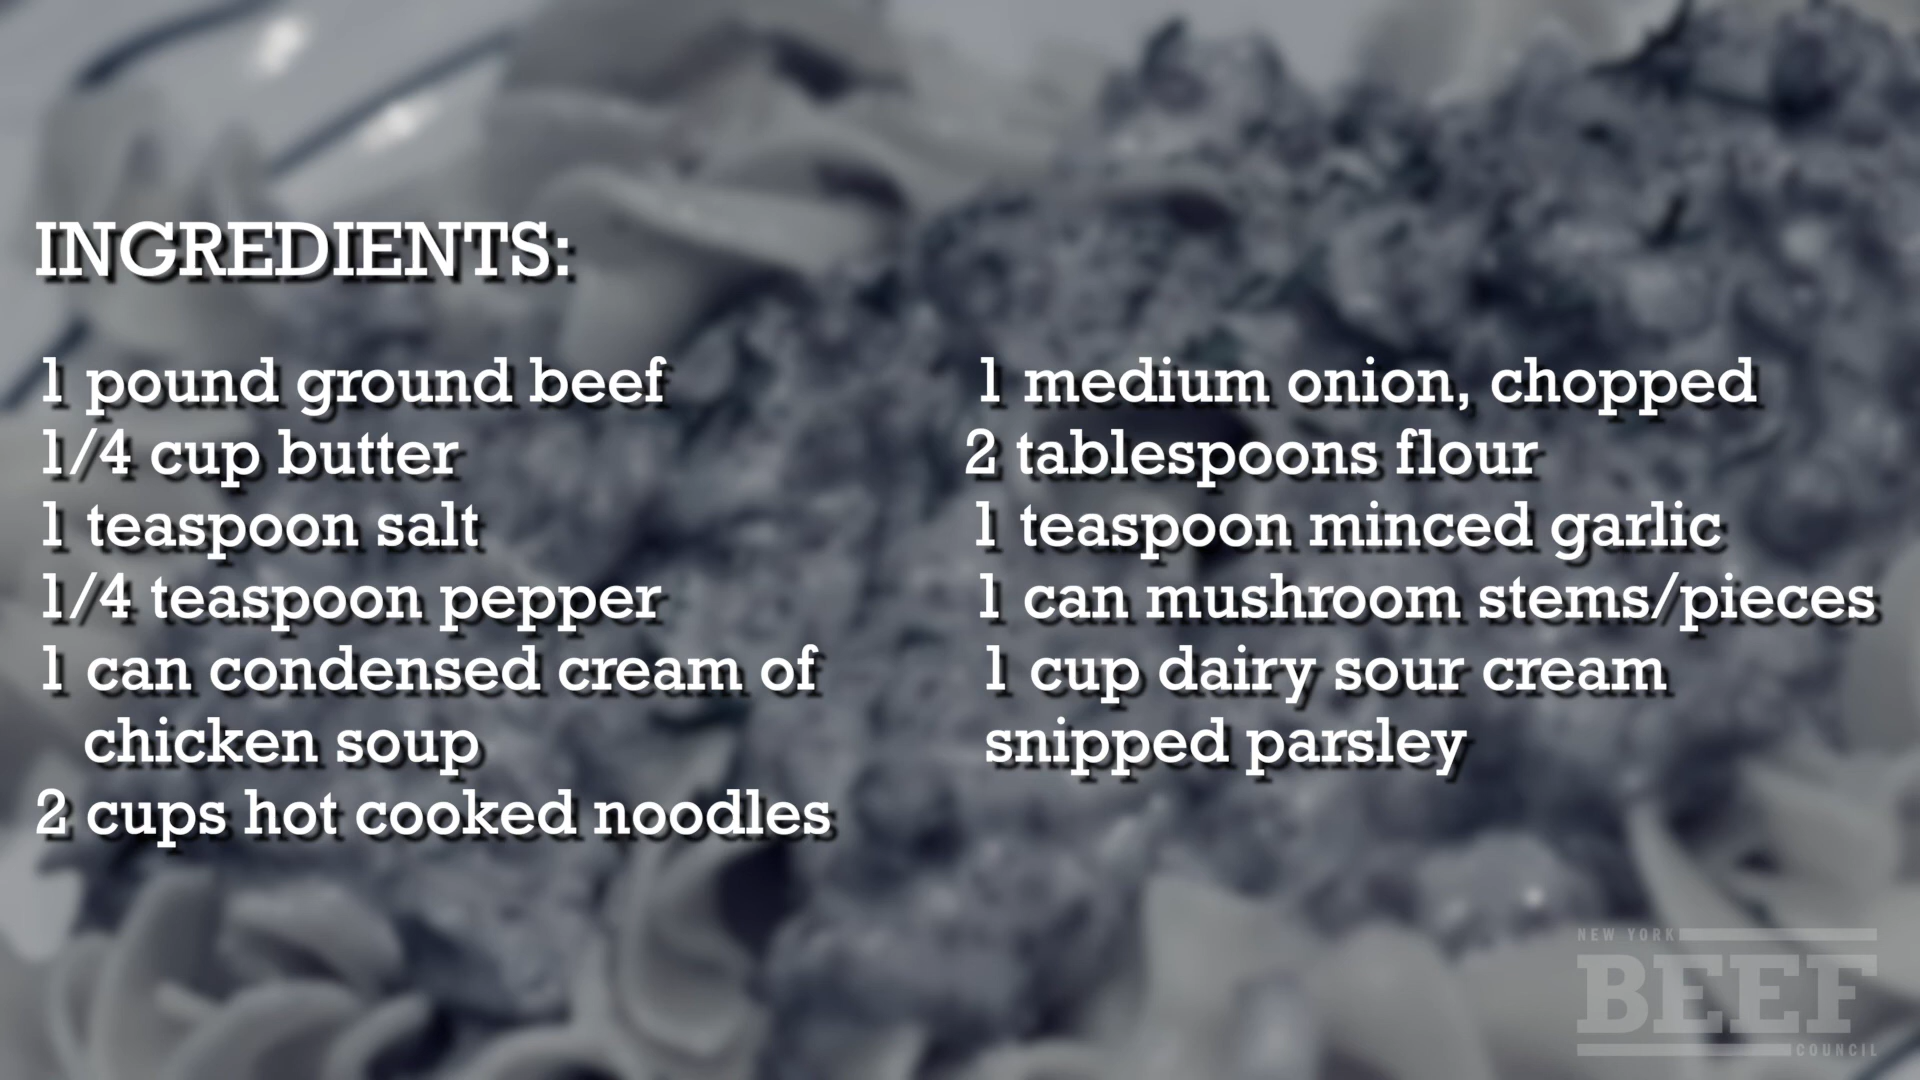 INGREDIENTS:
1 pound ground beef
1/4 cup butter
1 teaspoon salt
1/4 teaspoon pepper
1 can condensed cream of
chicken soup
2 cups hot cooked noodles
1 medium onion, chopped
2 tablespoons flour
1 teaspoon minced garlic
1 can mushroom stems/pieces
1 cup dairy sour cream
snipped parsley
NEW YORK
BEEF
COUNCIL